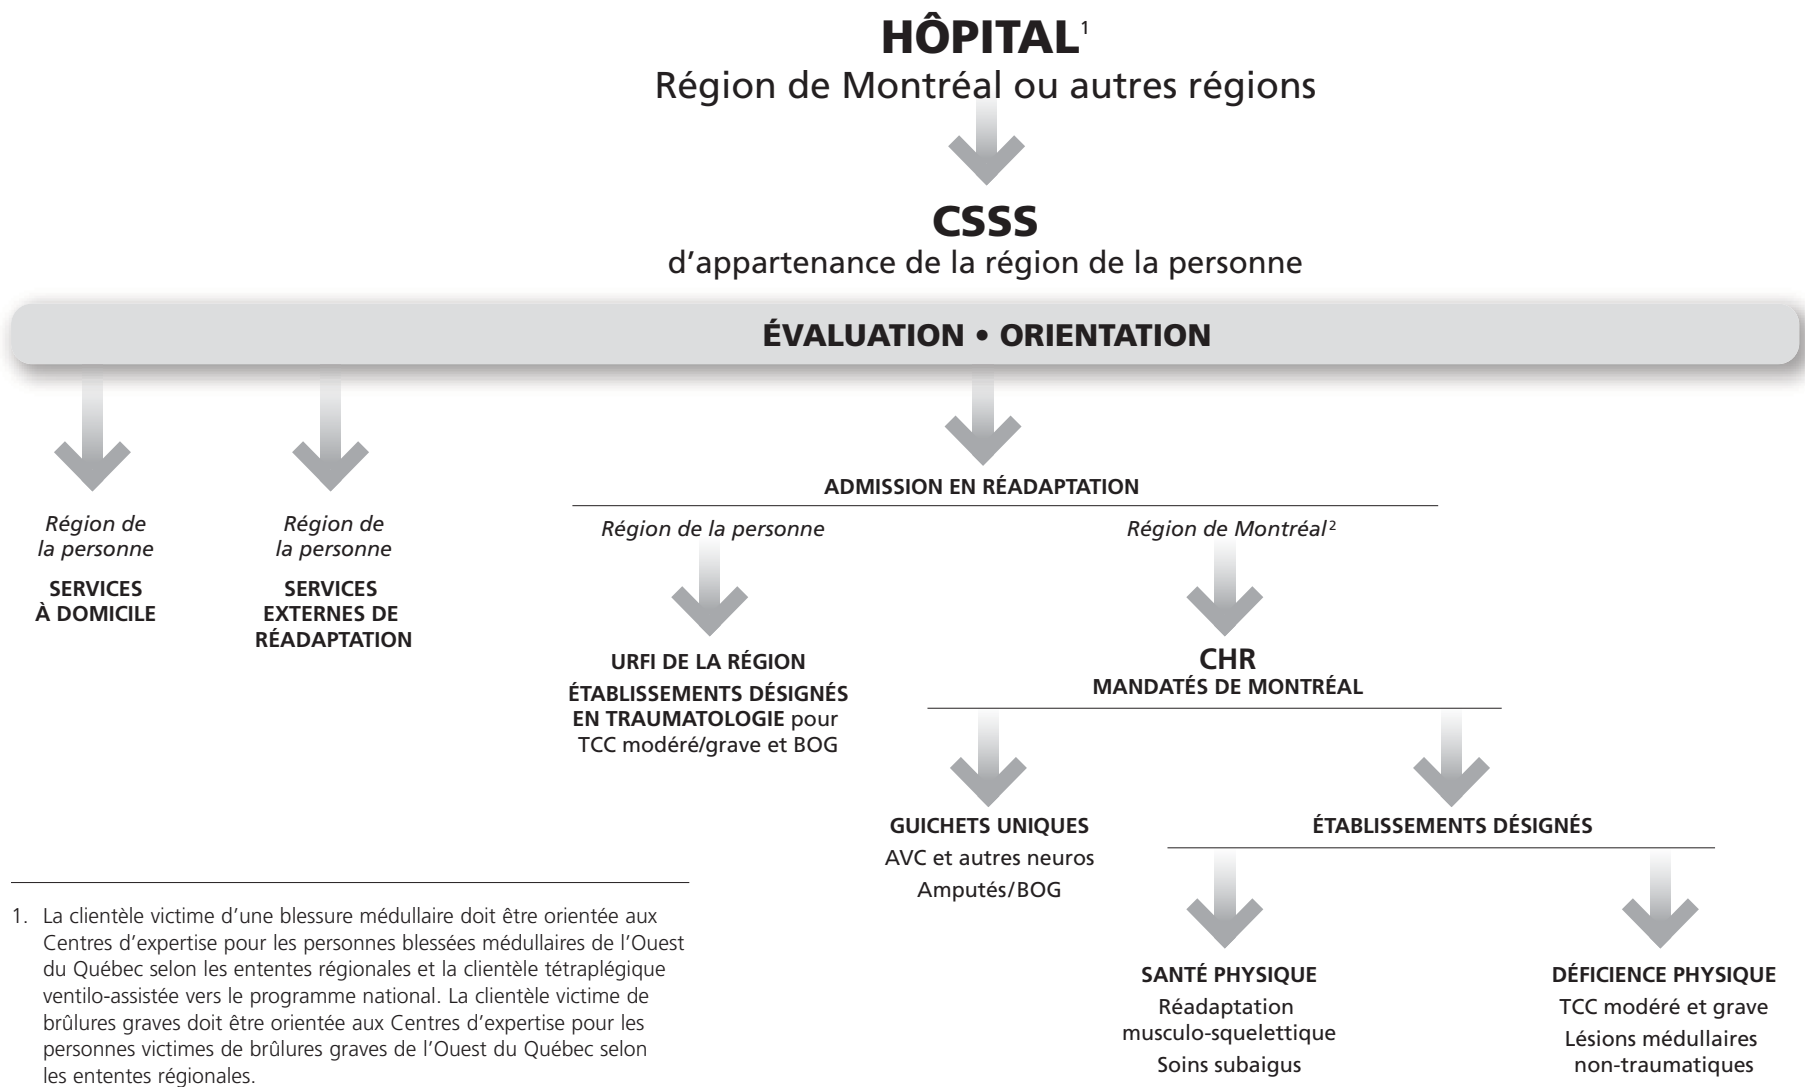 HÔPITAL¹
Région de Montréal ou autres régions
CSSS
d'appartenance de la région de la personne
ÉVALUATION • ORIENTATION
Région de
la personne
SERVICES
À DOMICILE
Région de
la personne
SERVICES
EXTERNES DE
RÉADAPTATION
ADMISSION EN RÉADAPTATION
Région de la personne
URFI DE LA RÉGION
ÉTABLISSEMENTS DÉSIGNÉS
EN TRAUMATOLOGIE pour
TCC modéré/grave et BOG
Région de Montréal²
CHR
MANDATÉS DE MONTRÉAL
GUICHETS UNIQUES
AVC et autres neuros
Amputés/BOG
ÉTABLISSEMENTS DÉSIGNÉS
SANTÉ PHYSIQUE
Réadaptation
musculo-squelettique
Soins subaigus
DÉFICIENCE PHYSIQUE
TCC modéré et grave
Lésions médullaires
non-traumatiques
1. La clientèle victime d'une blessure médullaire doit être orientée aux
Centres d'expertise pour les personnes blessées médullaires de l'Ouest
du Québec selon les ententes régionales et la clientèle tétraplégique
ventilo-assistée vers le programme national. La clientèle victime de
brûlures graves doit être orientée aux Centres d'expertise pour les
personnes victimes de brûlures graves de l'Ouest du Québec selon
les ententes régionales.